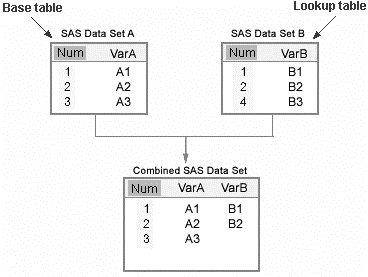 Base table
Lookup table
SAS Data Set A
SAS Data Set B
Num VarA
1 A1
2 A2
3 A3
Num VarB
1 B1
2 B2
4 B3
Combined SAS Data Set
Num VarA VarB
1 A1 B1
2 A2 B2
3 A3